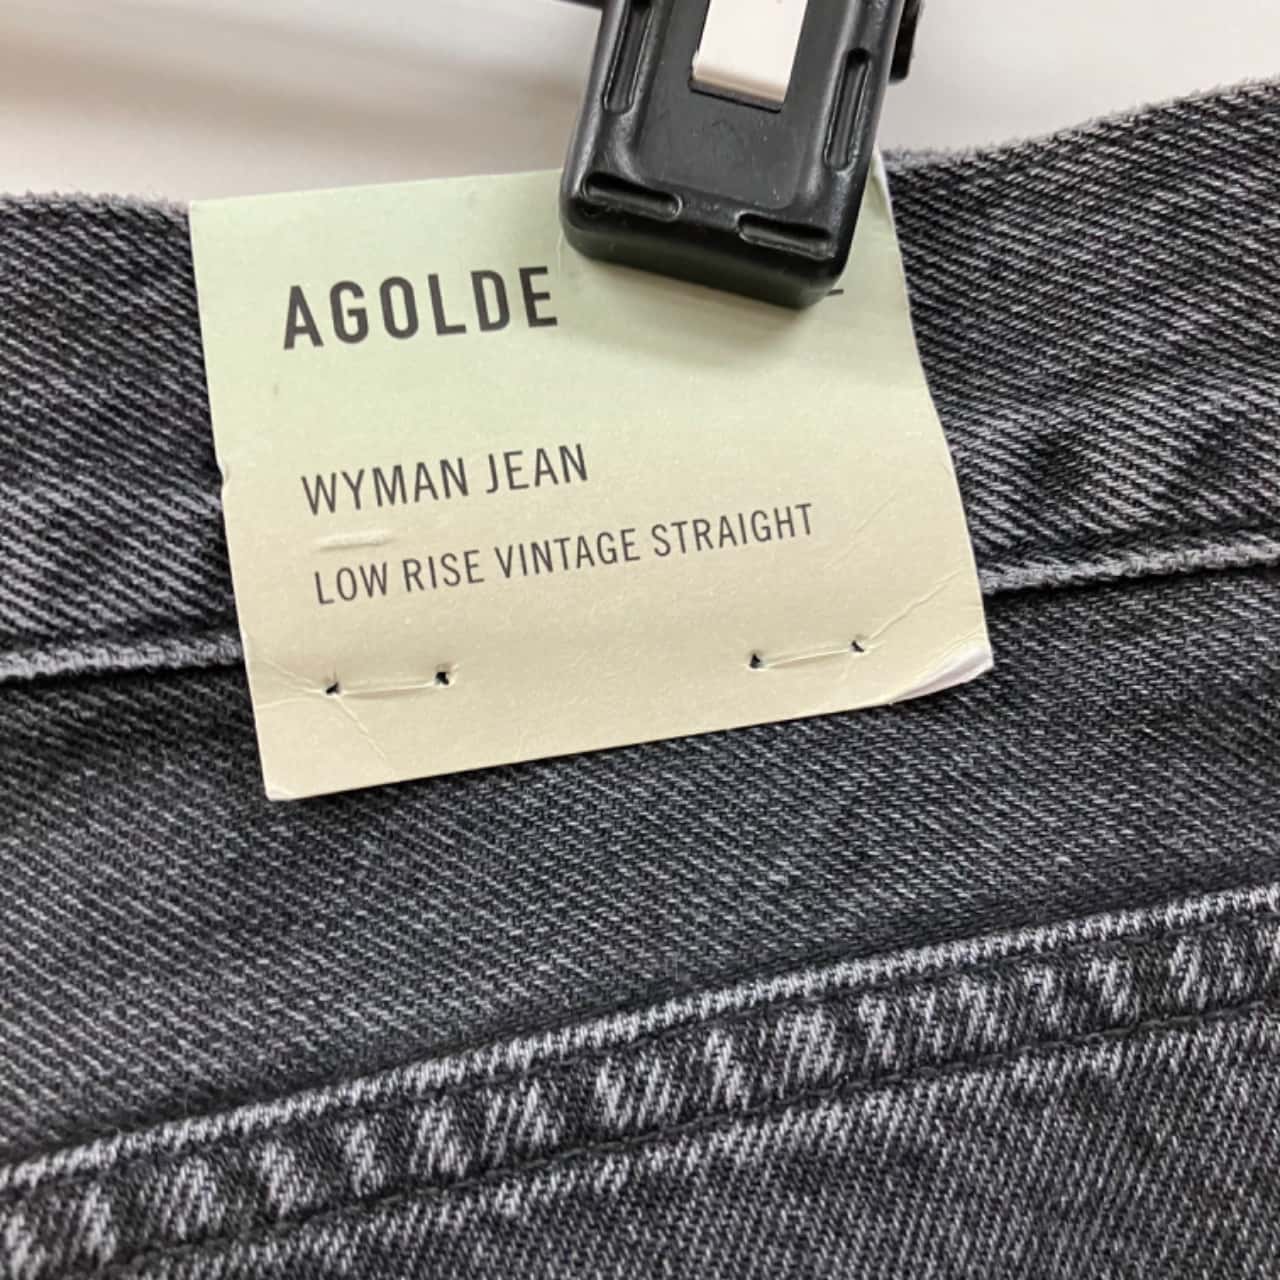 AGOLDE
WYMAN JEAN
LOW RISE VINTAGE STRAIGHT